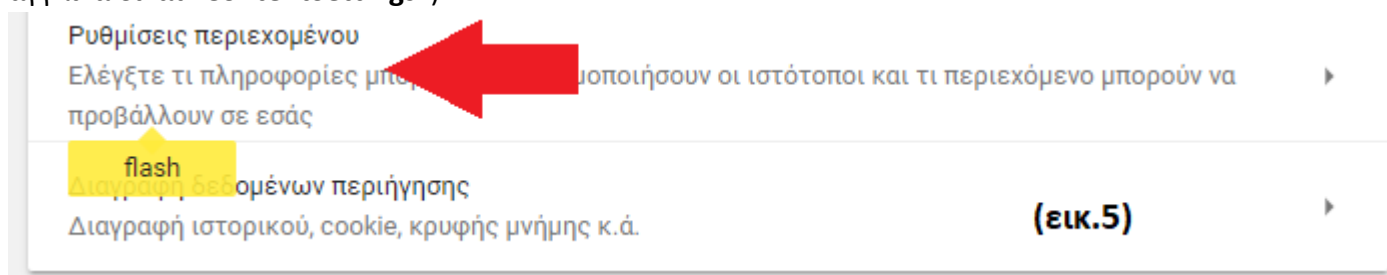 Ρυθμίσεις περιεχομένου
Ελέγξτε τι πληροφορίες μοποιήσουν οι ιστότοποι και τι περιεχόμενο μπορούν να
προβάλλουν σε εσάς
flash
Διαγραφή δεδομένων περιήγησης
Διαγραφή ιστορικού, cookie, κρυφής μνήμης κ.ά.
(εικ.5)